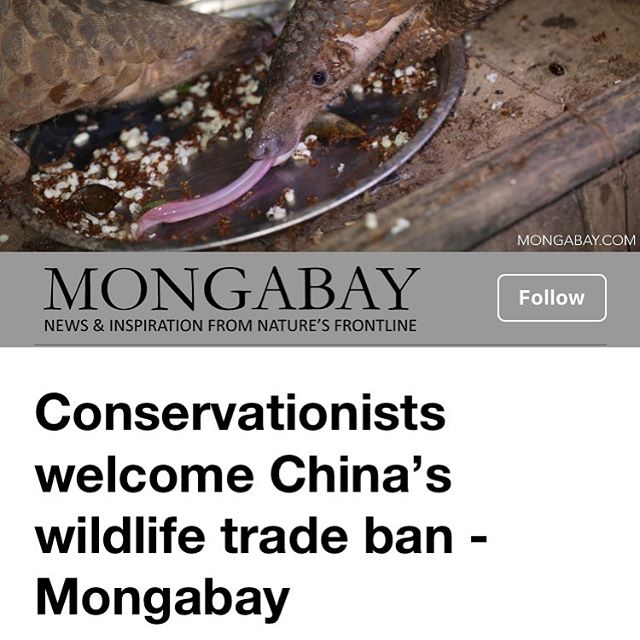 MONGABAY.COM
MONGABAY
NEWS & INSPIRATION FROM NATURE'S FRONTLINE
Follow
Conservationists
welcome China’s
wildlife trade ban -
Mongabay